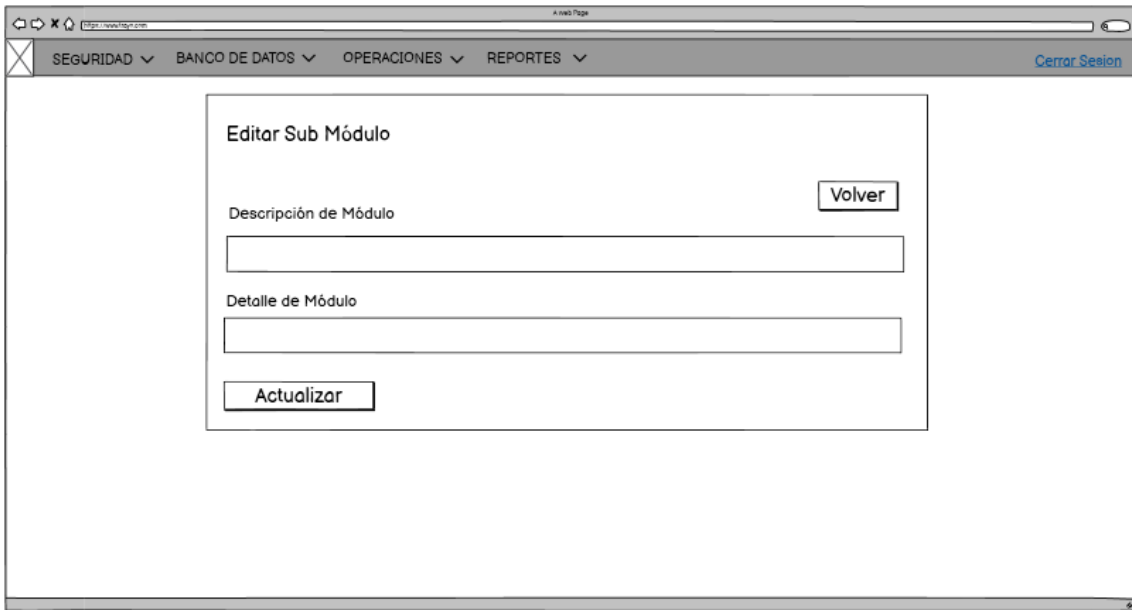 A web Page
SEGURIDAD BANCO DE DATOS OPERACIONES REPORTES Cerrar Sesion
Editar Sub Módulo
Volver
Descripción de Módulo
Detalle de Módulo
Actualizar